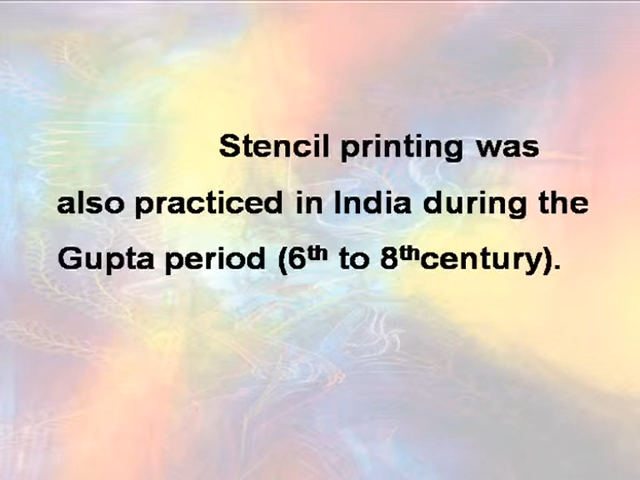 Stencil printing was
also practiced in India during the
Gupta period (6th to 8thcentury).